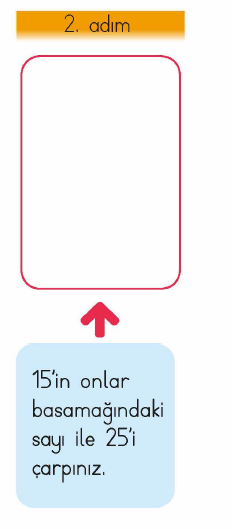 2. adım
15'in onlar
basamağındaki
sayı ile 25'i
çarpınız.